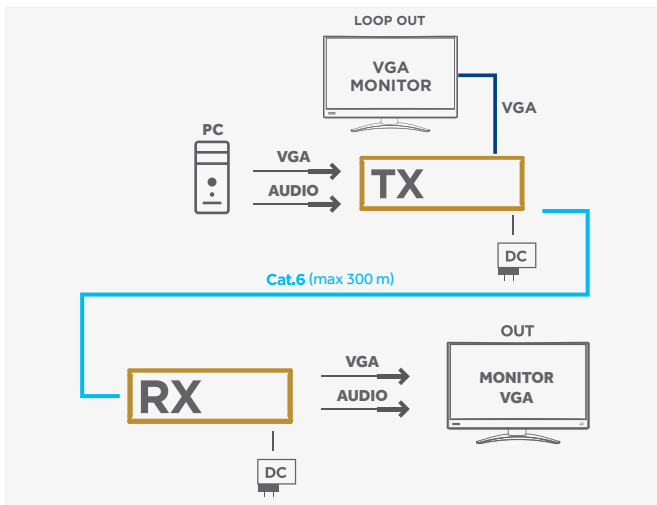 LOOP OUT
VGA
MONITOR
VGA
PC
VGA
AUDIO
TX
DC
Cat.6 (max 300 m)
OUT
RX
VGA
AUDIO
MONITOR
VGA
DC